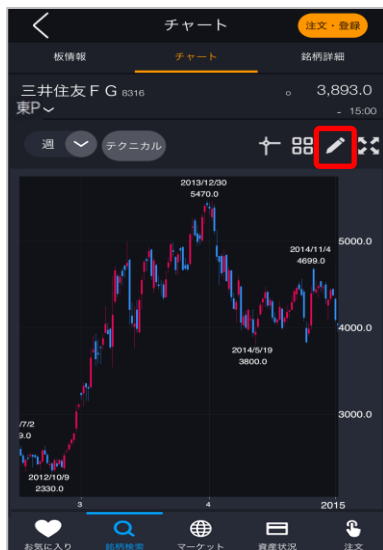 チャート
注文・登録
板情報
チャート
銘柄詳細
三井住友ＦＧ 8316
3,893.0
東P
- 15:00
週
テクニカル
2013/12/30
5470.0
5000.0
2014/11/4
4699.0
4000.0
2014/5/19
3800.0
3000.0
/7/2
2012/10/9
2330.0
3
4
2015
お気に入り
銘柄検索
マーケット
資産状況
注文